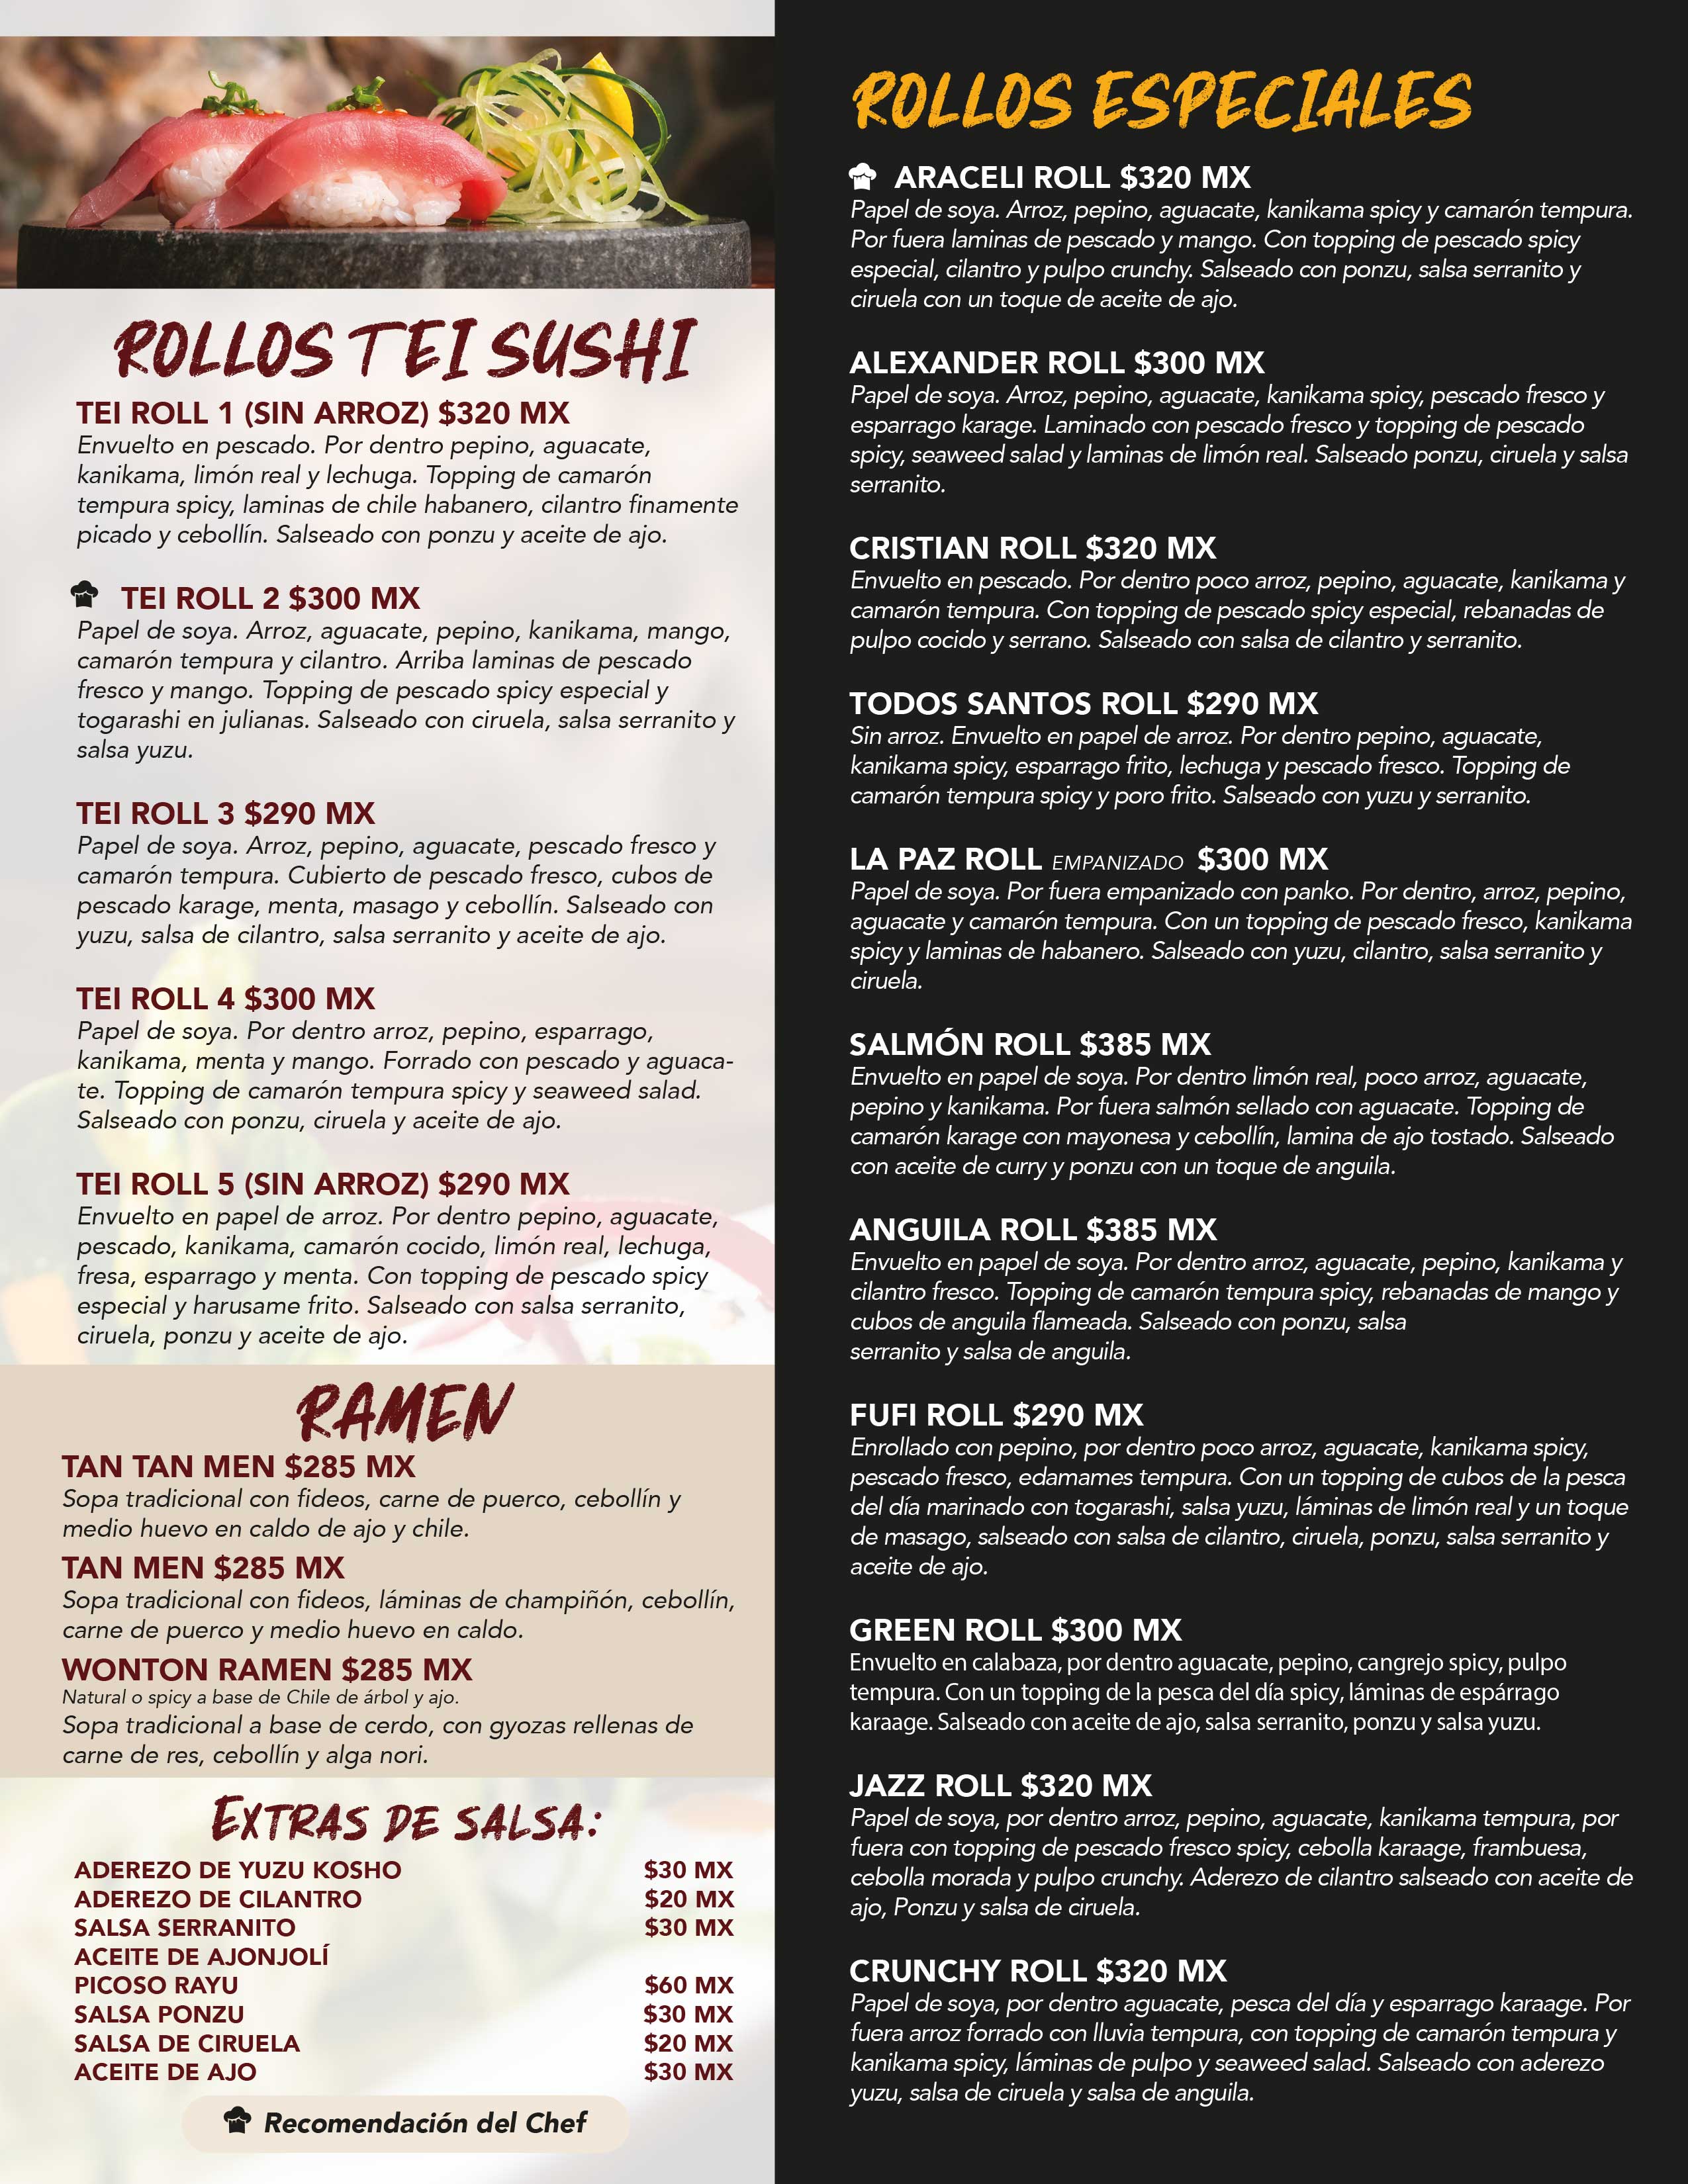 ROLLOS TEI SUSHI
TEI ROLL 1 (SIN ARROZ) $320 MX
Envuelto en pescado. Por dentro pepino, aguacate,
kanikama, limón real y lechuga. Topping de camarón
tempura spicy, laminas de chile habanero, cilantro finamente
picado y cebollín. Salseado con ponzu y aceite de ajo.
TEI ROLL 2 $300 MX
Papel de soya. Arroz, aguacate, pepino, kanikama, mango,
camarón tempura y cilantro. Arriba laminas de pescado
fresco y mango. Topping de pescado spicy especial y
togarashi en julianas. Salseado con ciruela, salsa serranito y
salsa yuzu.
TEI ROLL 3 $290 MX
Papel de soya. Arroz, pepino, aguacate, pescado fresco y
camarón tempura. Cubierto de pescado fresco, cubos de
pescado karage, menta, masago y cebollín. Salseado con
yuzu, salsa de cilantro, salsa serranito y aceite de ajo.
TEI ROLL 4 $300 MX
Papel de soya. Por dentro arroz, pepino, esparrago,
kanikama, menta y mango. Forrado con pescado y aguaca-
te. Topping de camarón tempura spicy y seaweed salad.
Salseado con ponzu, ciruela y aceite de ajo.
TEI ROLL 5 (SIN ARROZ) $290 MX
Envuelto en papel de arroz. Por dentro pepino, aguacate,
pescado, kanikama, camarón cocido, limón real, lechuga,
fresa, esparrago y menta. Con topping de pescado spicy
especial y harusame frito. Salseado con salsa serranito,
ciruela, ponzu y aceite de ajo.
RAMEN
TAN TAN MEN $285 MX
Sopa tradicional con fideos, carne de puerco, cebollín y
medio huevo en caldo de ajo y chile.
TAN MEN $285 MX
Sopa tradicional con fideos, láminas de champiñón, cebollín,
carne de puerco y medio huevo en caldo.
WONTON RAMEN $285 MX
Natural o spicy a base de Chile de árbol y ajo.
Sopa tradicional a base de cerdo, con gyozas rellenas de
carne de res, cebollín y alga nori.
EXTRAS DE SALSA:
ADEREZO DE YUZU KOSHO $30 MX
ADEREZO DE CILANTRO $20 MX
SALSA SERRANITO $30 MX
ACEITE DE AJONJOLÍ
PICOSO RAYU $60 MX
SALSA PONZU $30 MX
SALSA DE CIRUELA $20 MX
ACEITE DE AJO $30 MX
Recomendación del Chef
ROLLOS ESPECIALES
ARACELI ROLL $320 MX
Papel de soya. Arroz, pepino, aguacate, kanikama spicy y camarón tempura.
Por fuera laminas de pescado y mango. Con topping de pescado spicy
especial, cilantro y pulpo crunchy. Salseado con ponzu, salsa serranito y
ciruela con un toque de aceite de ajo.
ALEXANDER ROLL $300 MX
Papel de soya. Arroz, pepino, aguacate, kanikama spicy, pescado fresco y
esparrago karage. Laminado con pescado fresco y topping de pescado
spicy, seaweed salad y laminas de limón real. Salseado ponzu, ciruela y salsa
serranito.
CRISTIAN ROLL $320 MX
Envuelto en pescado. Por dentro poco arroz, pepino, aguacate, kanikama y
camarón tempura. Con topping de pescado spicy especial, rebanadas de
pulpo cocido y serrano. Salseado con salsa de cilantro y serranito.
TODOS SANTOS ROLL $290 MX
Sin arroz. Envuelto en papel de arroz. Por dentro pepino, aguacate,
kanikama spicy, esparrago frito, lechuga y pescado fresco. Topping de
camarón tempura spicy y poro frito. Salseado con yuzu y serranito.
LA PAZ ROLL EMPANIZADO $300 MX
Papel de soya. Por fuera empanizado con panko. Por dentro, arroz, pepino,
aguacate y camarón tempura. Con un topping de pescado fresco, kanikama
spicy y laminas de habanero. Salseado con yuzu, cilantro, salsa serranito y
ciruela.
SALMÓN ROLL $385 MX
Envuelto en papel de soya. Por dentro limón real, poco arroz, aguacate,
pepino y kanikama. Por fuera salmón sellado con aguacate. Topping de
camarón karage con mayonesa y cebollín, lamina de ajo tostado. Salseado
con aceite de curry y ponzu con un toque de anguila.
ANGUILA ROLL $385 MX
Envuelto en papel de soya. Por dentro arroz, aguacate, pepino, kanikama y
cilantro fresco. Topping de camarón tempura spicy, rebanadas de mango y
cubos de anguila flameada. Salseado con ponzu, salsa
serranito y salsa de anguila.
FUFI ROLL $290 MX
Enrollado con pepino, por dentro poco arroz, aguacate, kanikama spicy,
pescado fresco, edamames tempura. Con un topping de cubos de la pesca
del día marinado con togarashi, salsa yuzu, láminas de limón real y un toque
de masago, salseado con salsa de cilantro, ciruela, ponzu, salsa serranito y
aceite de ajo.
GREEN ROLL $300 MX
Envuelto en calabaza, por dentro aguacate, pepino, cangrejo spicy, pulpo
tempura. Con un topping de la pesca del día spicy, láminas de espárrago
karaage. Salseado con aceite de ajo, salsa serranito, ponzu y salsa yuzu.
JAZZ ROLL $320 MX
Papel de soya, por dentro arroz, pepino, aguacate, kanikama tempura, por
fuera con topping de pescado fresco spicy, cebolla karaage, frambuesa,
cebolla morada y pulpo crunchy. Aderezo de cilantro salseado con aceite de
ajo, Ponzu y salsa de ciruela.
CRUNCHY ROLL $320 MX
Papel de soya, por dentro aguacate, pesca del día y esparrago karaage. Por
fuera arroz forrado con lluvia tempura, con topping de camarón tempura y
kanikama spicy, láminas de pulpo y seaweed salad. Salseado con aderezo
yuzu, salsa de ciruela y salsa de anguila.